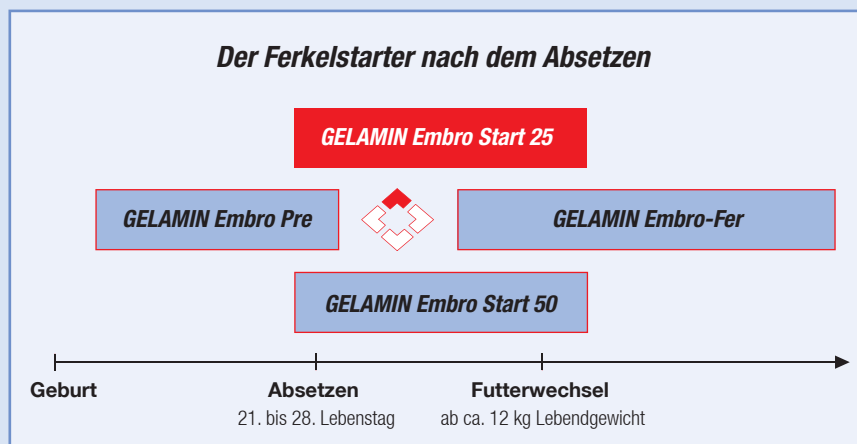 Der Ferkelstarter nach dem Absetzen
GELAMIN Embro Start 25
GELAMIN Embro Pre
GELAMIN Embro-Fer
GELAMIN Embro Start 50
Geburt
Absetzen
Futterwechsel
21. bis 28. Lebenstag
ab ca. 12 kg Lebendgewicht